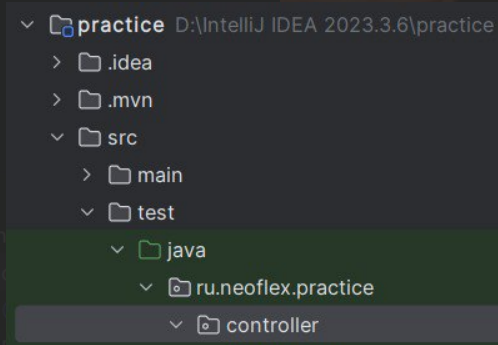 practice D:\IntelliJ IDEA 2023.3.6\practice
.idea
.mvn
src
main
test
java
ru.neoflex.practice
controller